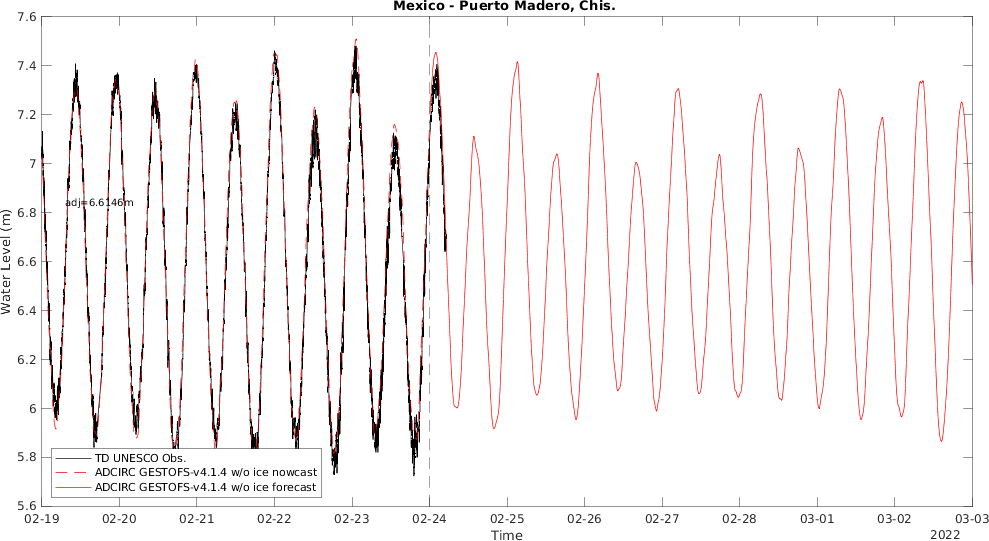 Mexico - Puerto Madero, Chis.
7.6
7.4
7.2
7
6.8
6.6
6.4
6.2
6
5.8
5.6
Water Level (m)
adj=6.6146m
TD UNESCO Obs.
ADCIRC GESTOFS-v4.1.4 w/o ice nowcast
ADCIRC GESTOFS-v4.1.4 w/o ice forecast
02-19 02-20 02-21 02-22 02-23 02-24 02-25 02-26 02-27 02-28 03-01 03-02 03-03
Time
2022